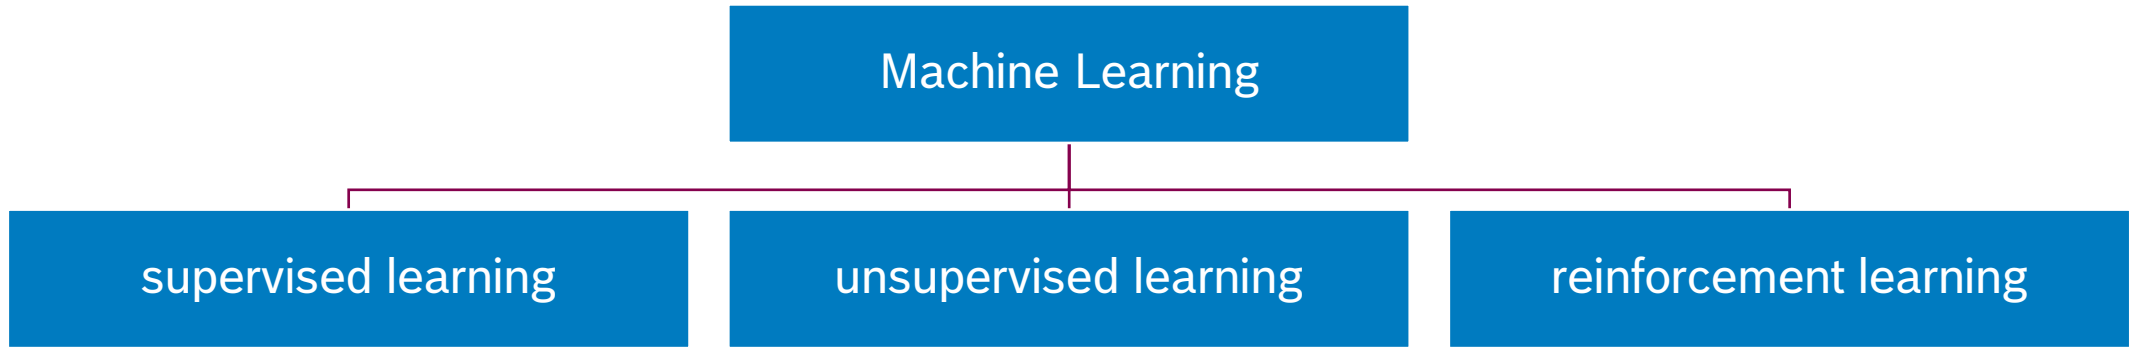 Machine Learning
supervised learning
unsupervised learning
reinforcement learning